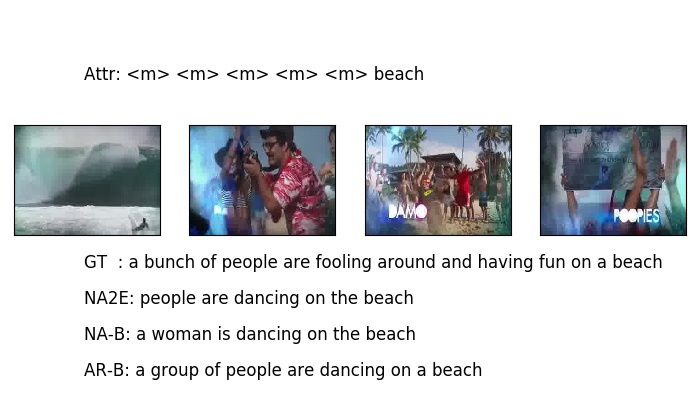 Attr: <m> <m> <m> <m> <m> beach
DAMO
POOPIES
GT : a bunch of people are fooling around and having fun on a beach
NA2E: people are dancing on the beach
NA-B: a woman is dancing on the beach
AR-B: a group of people are dancing on a beach